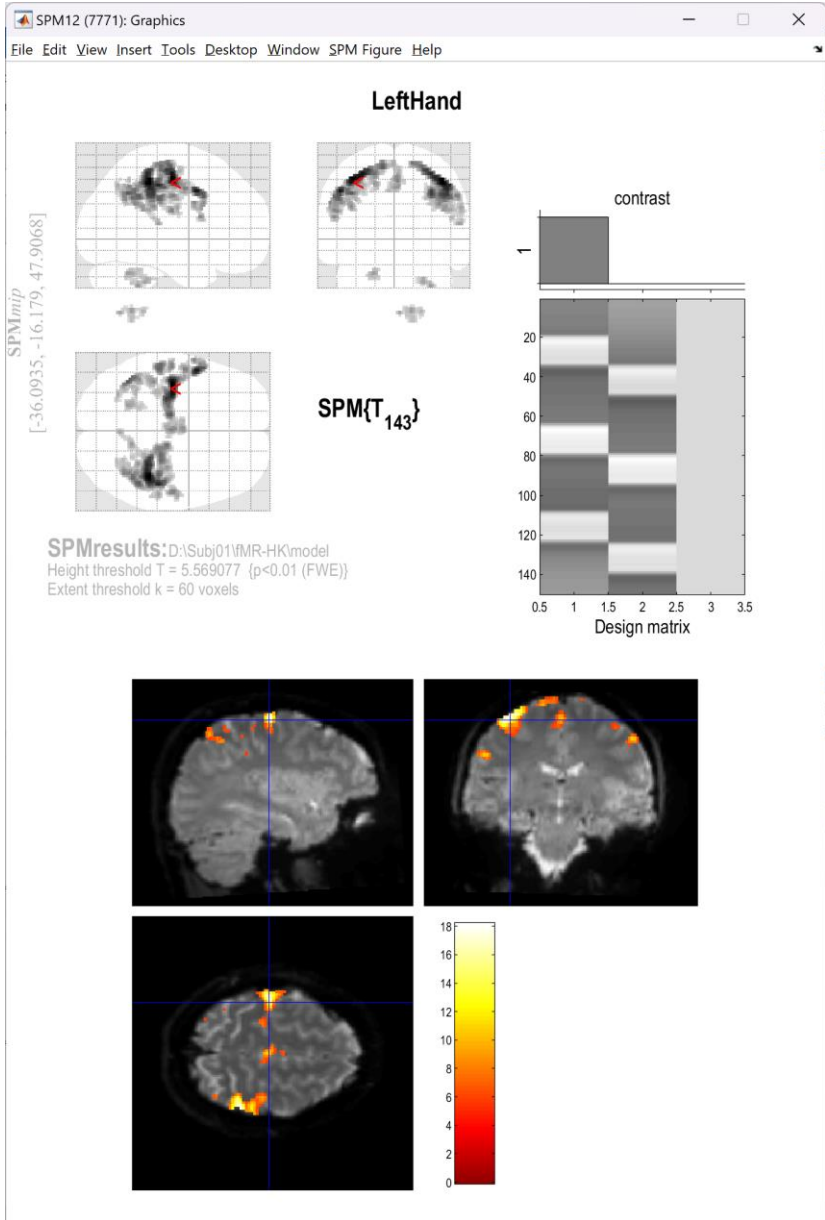 SPM12 (7771): Graphics
File Edit View Insert Tools Desktop Window SPM Figure Help
LeftHand
SPMmip
[-36.0935, -16.179, 47.9068]
<
<
<
SPM{T143}
SPMresults: D:\Subj01\fMR-HK\model
Height threshold T = 5.569077 {p<0.01 (FWE)}
Extent threshold k = 60 voxels
contrast
1
20
40
60
80
100
120
140
0.5 1 1.5 2 2.5 3 3.5
Design matrix
18
16
14
12
10
8
6
4
2
0